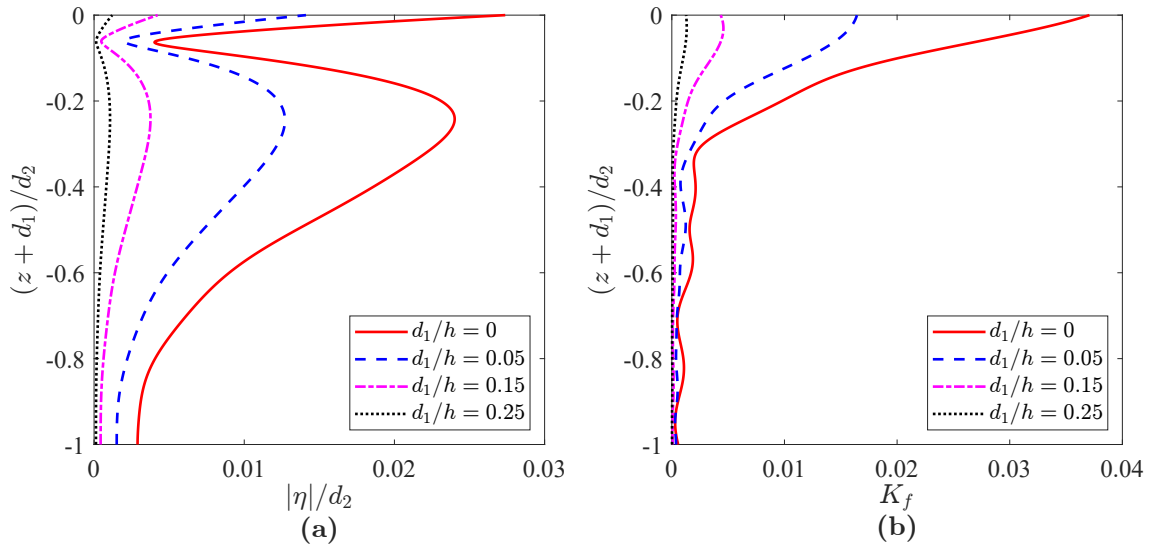 0
-0.2
-0.4
-0.6
-0.8
-1
(z + d₁)/d₂
0
0.01
0.02
0.03
|η|/d₂
(a)
d₁/h = 0
d₁/h = 0.05
d₁/h = 0.15
d₁/h = 0.25
0
-0.2
-0.4
-0.6
-0.8
-1
(z + d₁)/d₂
0
0.01
0.02
0.03
0.04
K_f
(b)
d₁/h = 0
d₁/h = 0.05
d₁/h = 0.15
d₁/h = 0.25